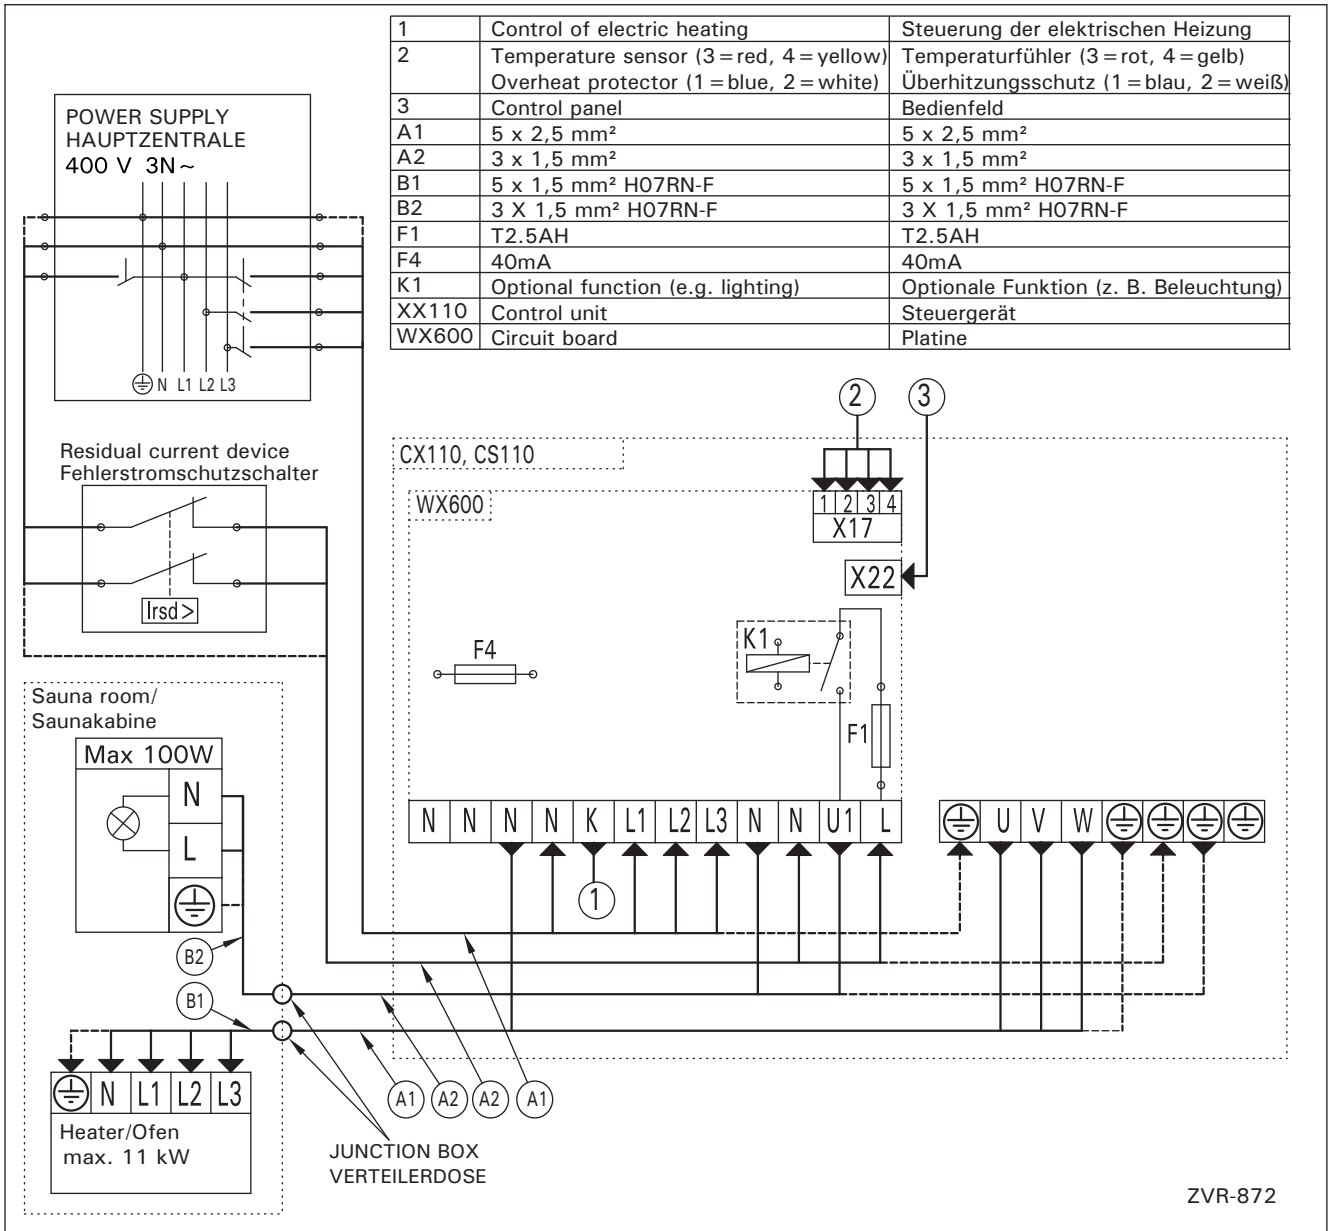 1 Control of electric heating Steuerung der elektrischen Heizung
2 Temperature sensor (3=red, 4=yellow) Temperaturfühler (3=rot, 4=gelb)
Overheat protector (1=blue, 2=white) Überhitzungsschutz (1=blau, 2=weiß)
3 Control panel Bedienfeld
A1 5 x 2,5 mm² 5 x 2,5 mm²
A2 3 x 1,5 mm² 3 x 1,5 mm²
B1 5 x 1,5 mm² H07RN-F 5 x 1,5 mm² H07RN-F
B2 3 X 1,5 mm² H07RN-F 3 X 1,5 mm² H07RN-F
F1 T2.5AH T2.5AH
F4 40mA 40mA
K1 Optional function (e.g. lighting) Optionale Funktion (z. B. Beleuchtung)
XX110 Control unit Steuergerät
WX600 Circuit board Platine
POWER SUPPLY
HAUPTZENTRALE
400 V 3N~
N L1 L2 L3
Residual current device
Fehlerstromschutzschalter
Irsd>
2 3
CX110, CS110
WX600
1 2 3 4
X17
X22
K1
F4
F1
N N N N K L1 L2 L3 N N U1 L
U V W
1
Sauna room/
Saunakabine
Max 100W
N
L
B2
B1
N L1 L2 L3
Heater/Ofen
max. 11 kW
A1 A2 A2 A1
JUNCTION BOX
VERTEILERDOSE
ZVR-872